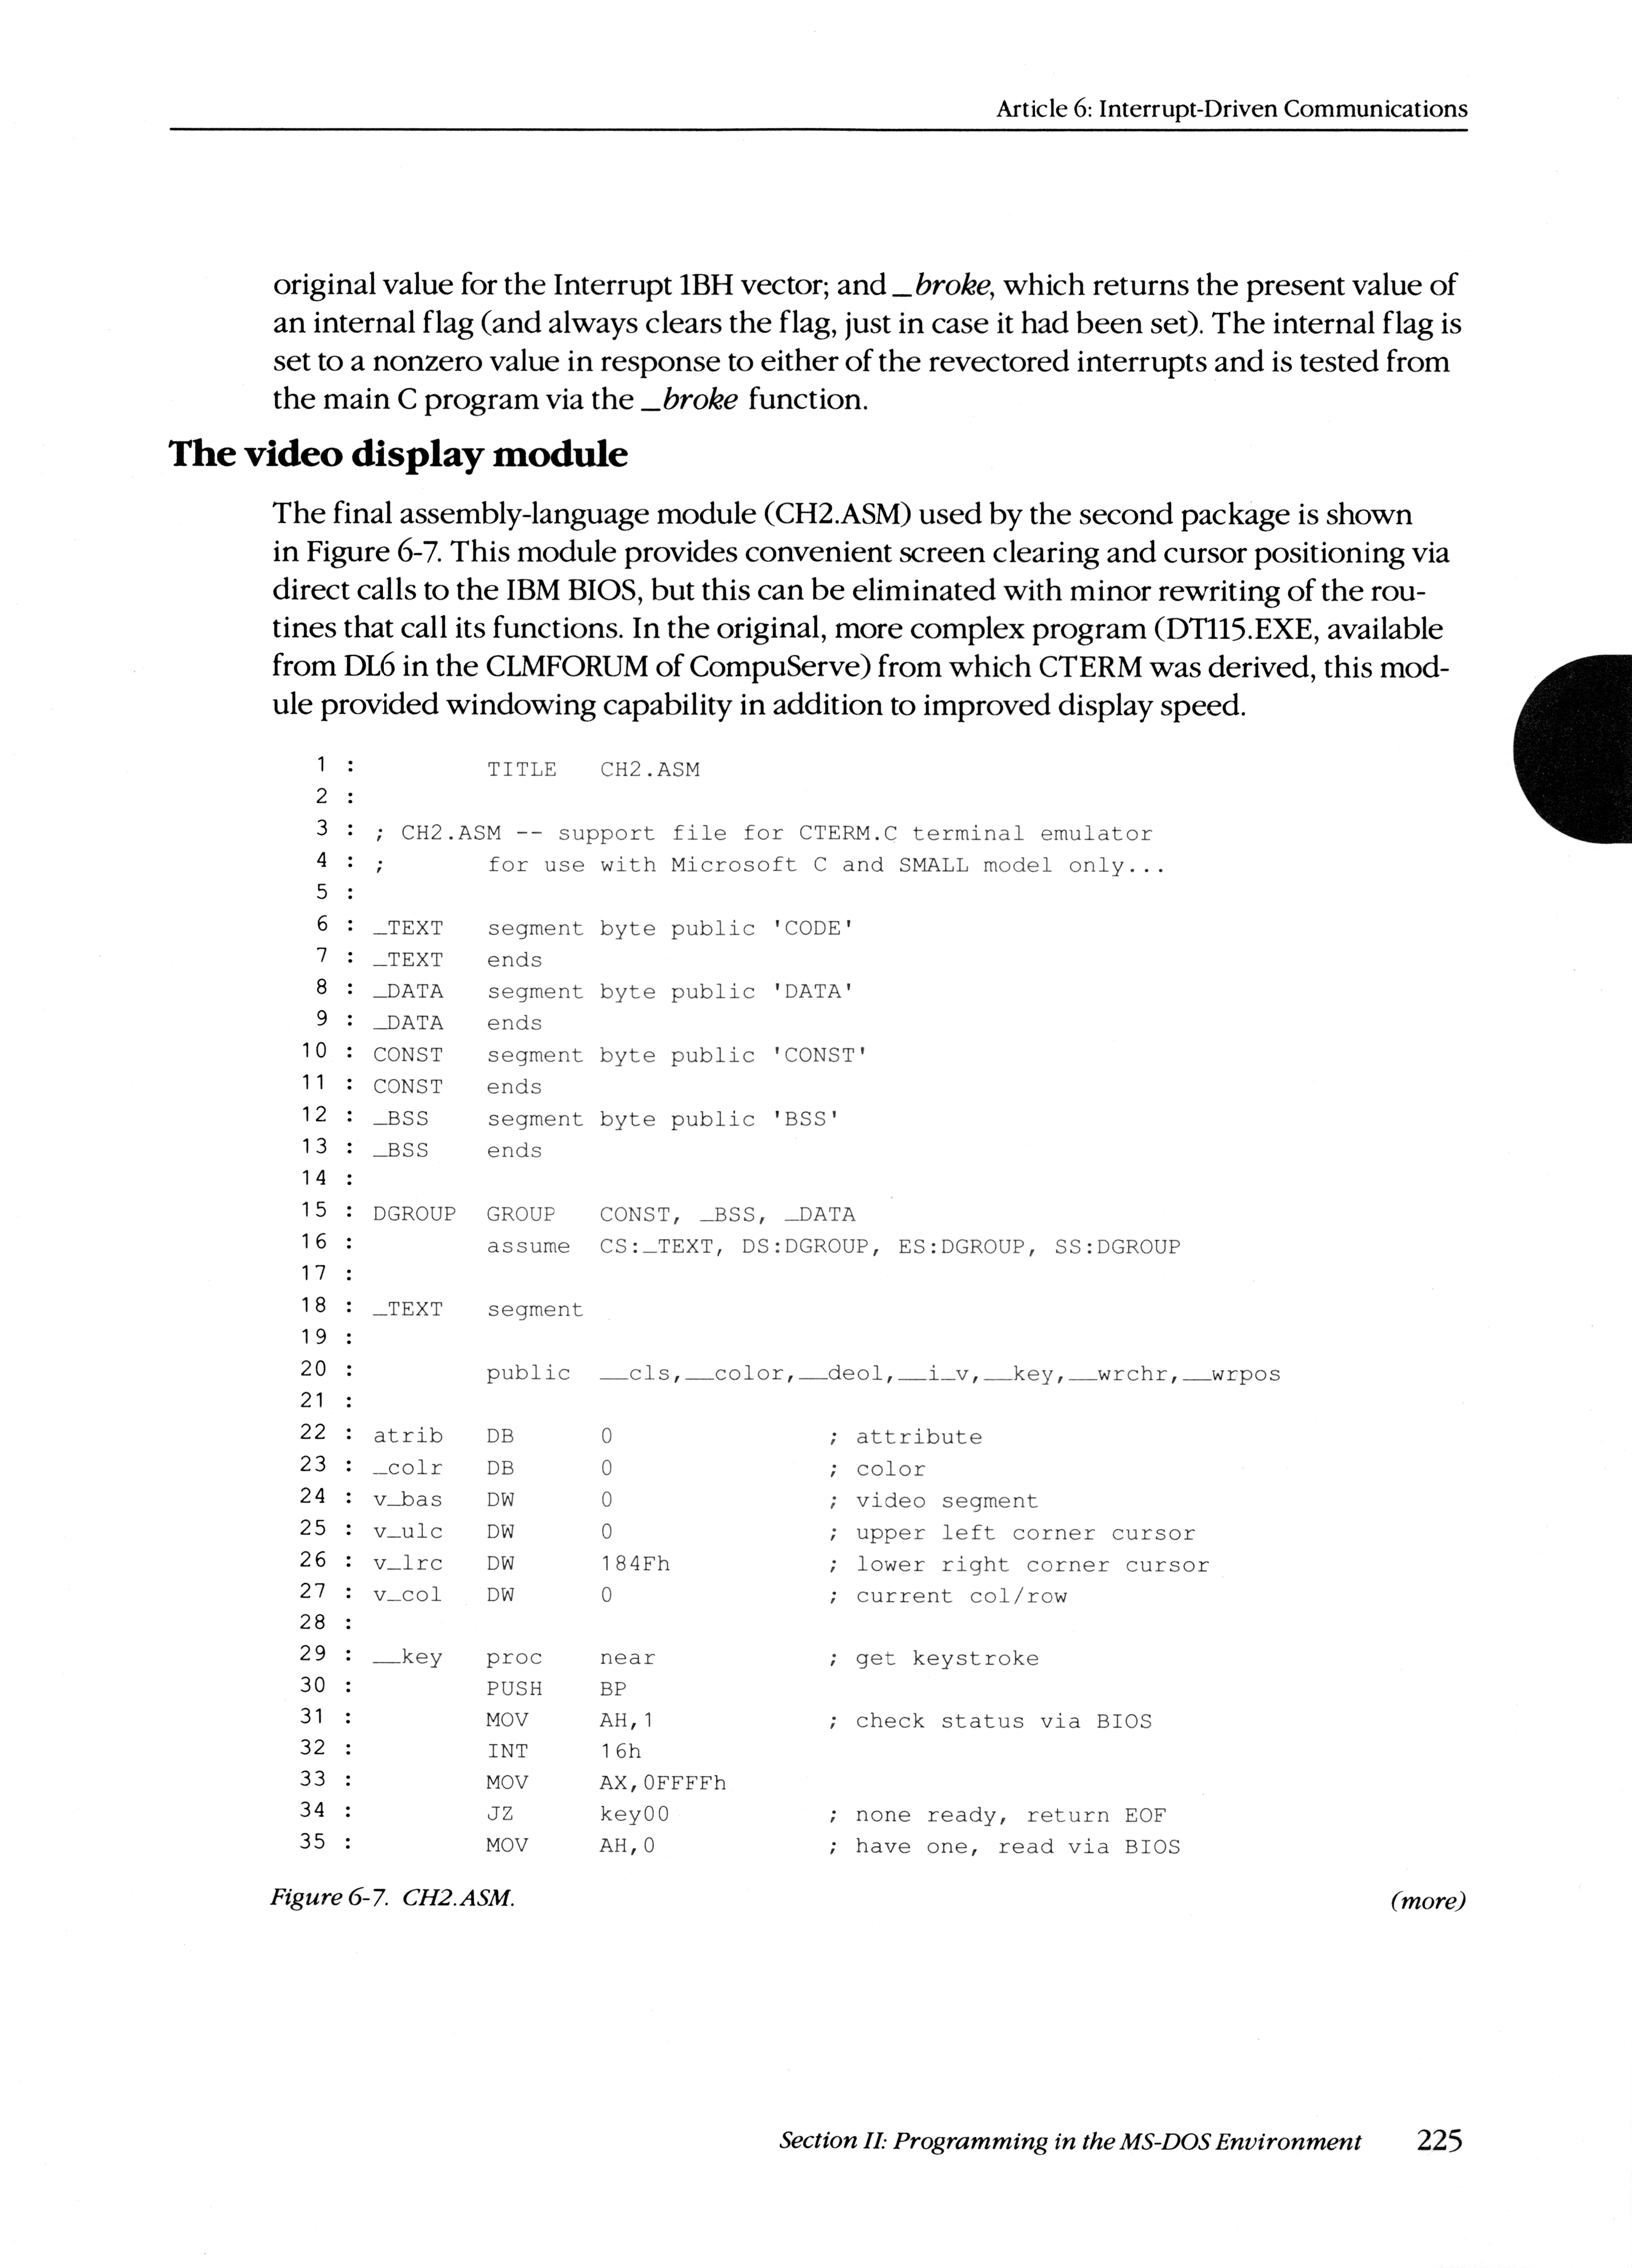 Article 6: Interrupt-Driven Communications
original value for the Interrupt 1BH vector; and _broke, which returns the present value of
an internal flag (and always clears the flag, just in case it had been set). The internal flag is
set to a nonzero value in response to either of the revectored interrupts and is tested from
the main C program via the _broke function.
The video display module
The final assembly-language module (CH2.ASM) used by the second package is shown
in Figure 6-7. This module provides convenient screen clearing and cursor positioning via
direct calls to the IBM BIOS, but this can be eliminated with minor rewriting of the rou-
tines that call its functions. In the original, more complex program (DT115.EXE, available
from DL6 in the CLMFORUM of CompuServe) from which CTERM was derived, this mod-
ule provided windowing capability in addition to improved display speed.
1 :         TITLE   CH2.ASM
2 :
3 : ; CH2.ASM -- support file for CTERM.C terminal emulator
4 : ;       for use with Microsoft C and SMALL model only...
5 :
6 : _TEXT   segment byte public 'CODE'
7 : _TEXT   ends
8 : _DATA   segment byte public 'DATA'
9 : _DATA   ends
10 : CONST   segment byte public 'CONST'
11 : CONST   ends
12 : _BSS    segment byte public 'BSS'
13 : _BSS    ends
14 :
15 : DGROUP  GROUP   CONST, _BSS, _DATA
16 :         assume  CS:_TEXT, DS:DGROUP, ES:DGROUP, SS:DGROUP
17 :
18 : _TEXT   segment
19 :
20 :         public  __cls,__color,__deol,__i_v,__key,__wrchr,__wrpos
21 :
22 : atrib   DB      0               ; attribute
23 : _colr   DB      0               ; color
24 : v_bas   DW      0               ; video segment
25 : v_ulc   DW      0               ; upper left corner cursor
26 : v_lrc   DW      184Fh           ; lower right corner cursor
27 : v_col   DW      0               ; current col/row
28 :
29 : __key   proc    near            ; get keystroke
30 :         PUSH    BP
31 :         MOV     AH,1            ; check status via BIOS
32 :         INT     16h
33 :         MOV     AX,0FFFFh
34 :         JZ      key00           ; none ready, return EOF
35 :         MOV     AH,0            ; have one, read via BIOS
Figure 6-7. CH2.ASM. (more)
Section II: Programming in the MS-DOS Environment 225